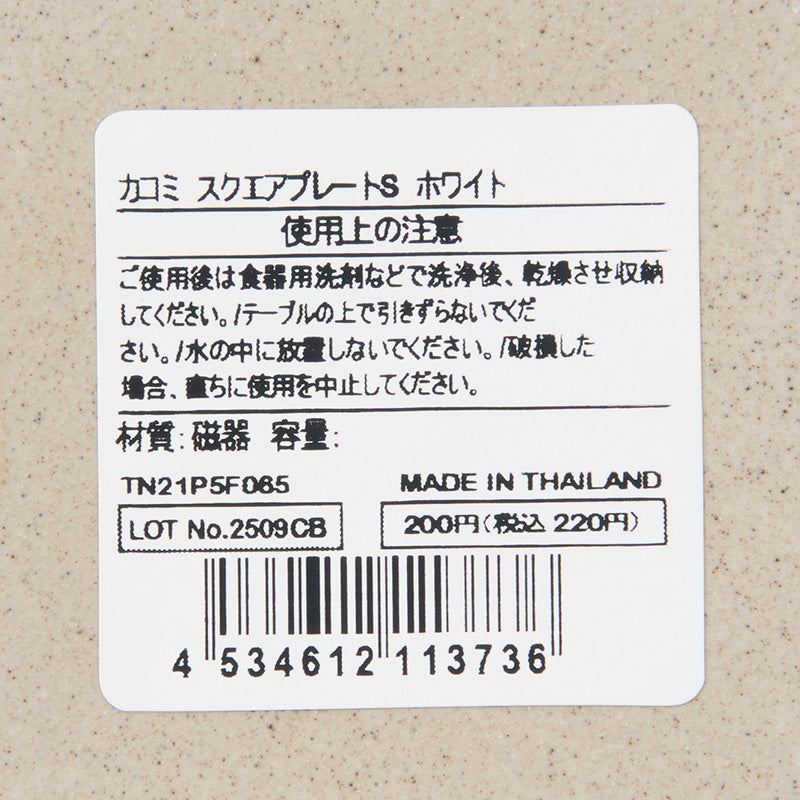 カコミ スクエアプレートS ホワイト
使用上の注意
ご使用後は食器用洗剤などで洗浄後、乾燥させ収納
してください。/テーブルの上で引きずらないでくだ
さい。/水の中に放置しないでください。/破損した
場合、直ちに使用を中止してください。
材質:磁器 容量:
TN21P5F065 MADE IN THAILAND
LOT No.2509CB 200円(税込 220円)
4 534612 113736